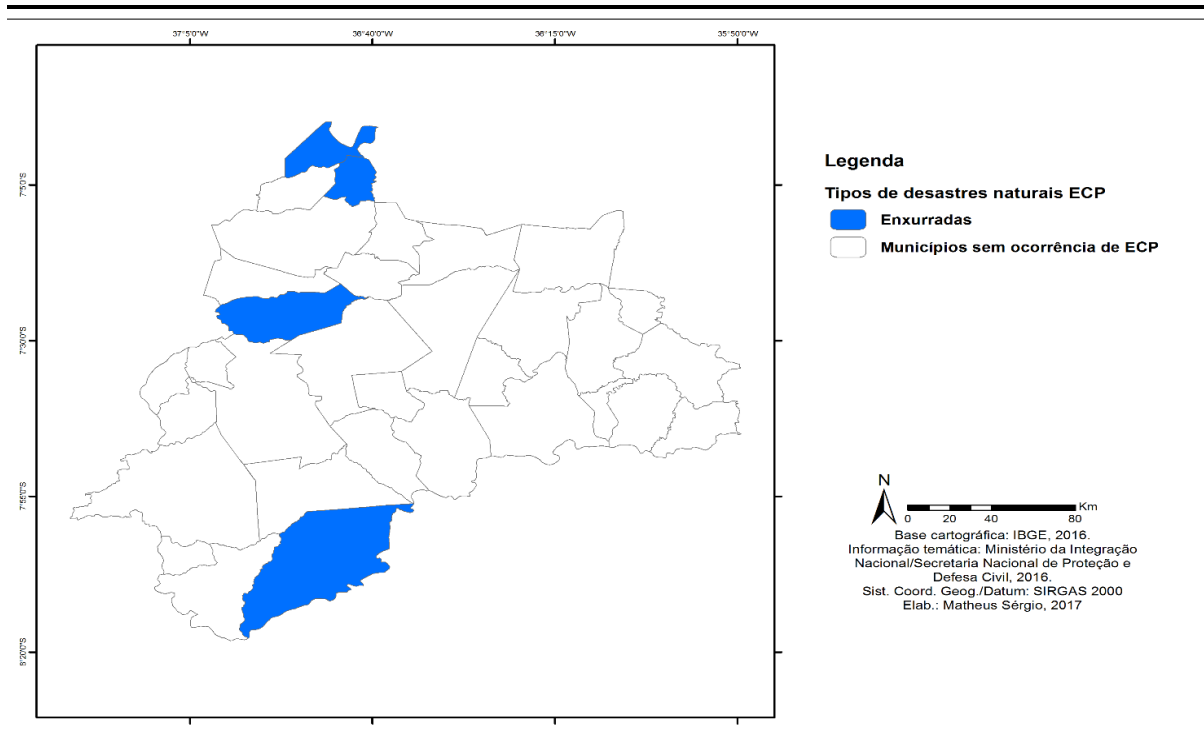 37°5'0"W
36°40'0"W
36°15'0"W
35°50'0"W
7°5'0"S
7°30'0"S
7°55'0"S
8°20'0"S
Legenda
Tipos de desastres naturais ECP
Enxurradas
Municípios sem ocorrência de ECP
N
Km
0 20 40 80
Base cartográfica: IBGE, 2016.
Informação temática: Ministério da Integração
Nacional/Secretaria Nacional de Proteção e
Defesa Civil, 2016.
Sist. Coord. Geog./Datum: SIRGAS 2000
Elab.: Matheus Sérgio, 2017